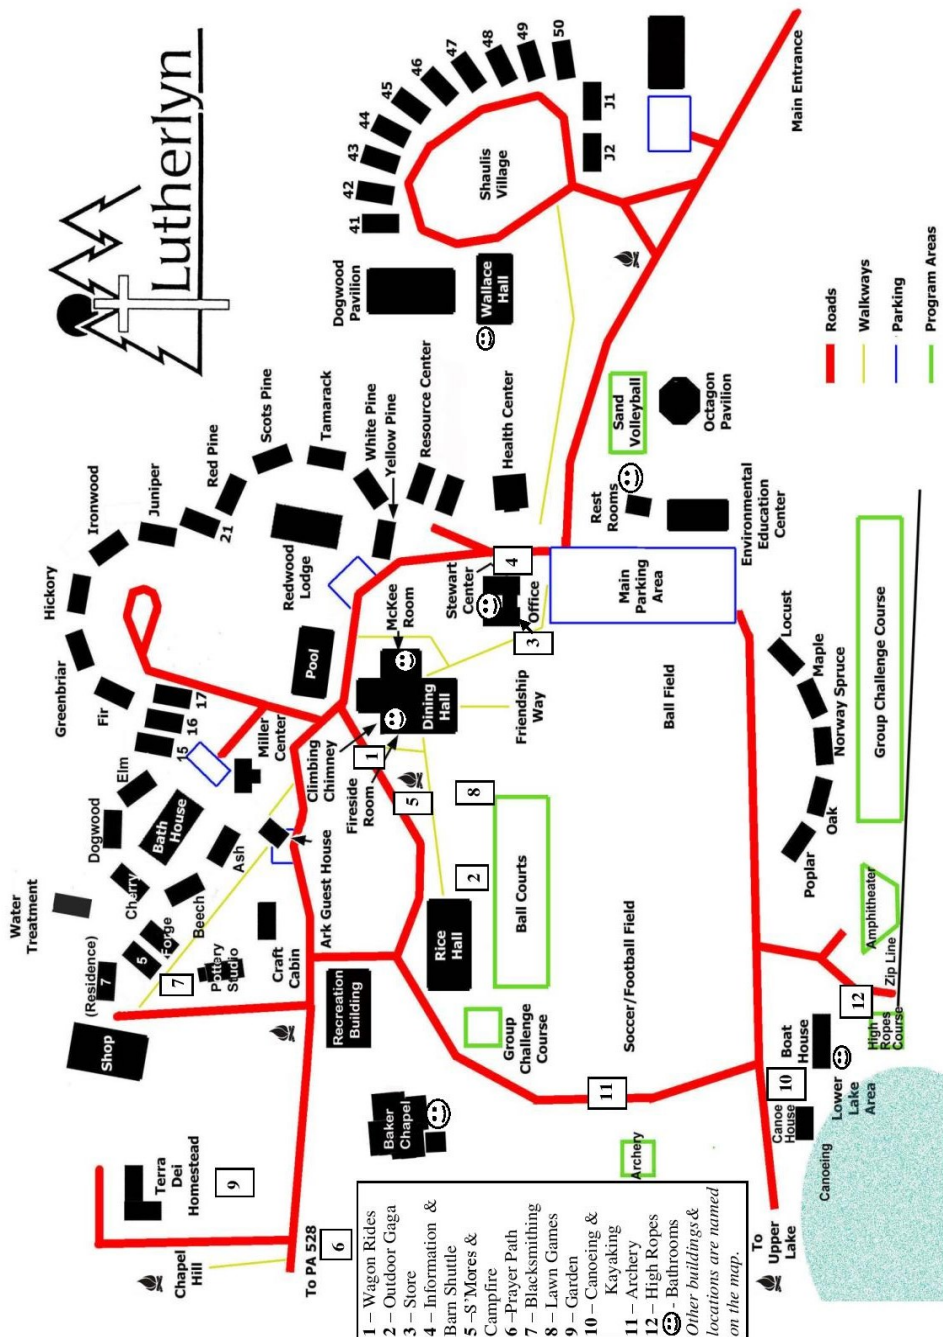 Lutherlyn
Water
Treatment
(Residence)
7
Shop
5
Forge
Cherry
Dogwood
Elm
Bath
House
Beech
Ash
7
Pottery
Studio
Craft
Cabin
Ark Guest House
Greenbriar
Fir
Hickory
Ironwood
Juniper
21
Red Pine
Scots Pine
Tamarack
White Pine
Yellow Pine
Resource Center
Health Center
15
16
17
Miller
Center
Redwood
Lodge
Pool
Climbing
Chimney
Fireside
Room
McKee
Room
Dining
Hall
Stewart
Center
Office
4
3
1
5
8
2
Friendship
Way
Dogwood
Pavilion
Wallace
Hall
41
42
43
44
45
46
47
48
49
50
J1
J2
Shaulis
Village
Main Entrance
Sand
Volleyball
Octagon
Pavilion
Rest
Rooms
Environmental
Education
Center
Main
Parking
Area
Ball Field
Recreation
Building
Rice
Hall
Ball Courts
Group
Challenge
Course
Soccer/Football Field
Baker
Chapel
Terra
Dei
Homestead
9
Chapel
Hill
To PA 528
6
11
Archery
Locust
Maple
Norway Spruce
Oak
Poplar
Group Challenge Course
Amphitheater
Zip Line
12
High Ropes
Course
Boat
House
10
Canoe
House
Lower
Lake
Area
Canoeing
To
Upper
Lake
Roads
Walkways
Parking
Program Areas
1 – Wagon Rides
2 – Outdoor Gaga
3 – Store
4 – Information &
Barn Shuttle
5 –S'Mores &
Campfire
6 –Prayer Path
7 – Blacksmithing
8 – Lawn Games
9 – Garden
10 – Canoeing &
Kayaking
11 – Archery
12 – High Ropes
- Bathrooms
Other buildings &
locations are named
on the map.